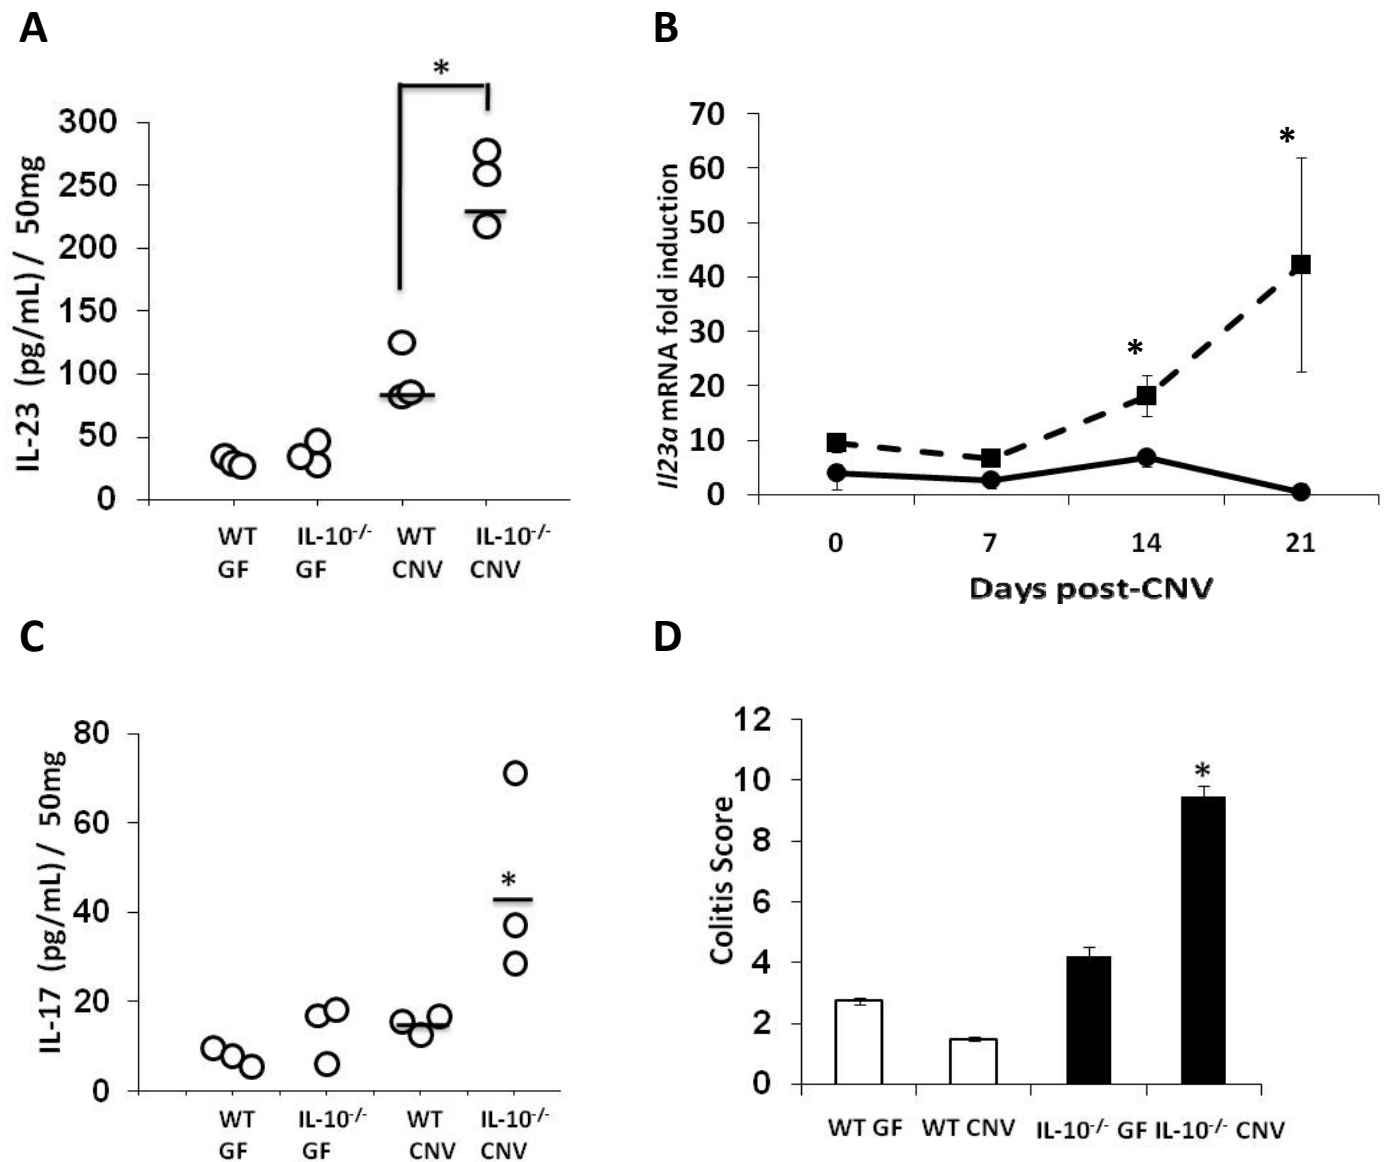 A
IL-23 (pg/mL) / 50mg
300
250
200
150
100
50
0
*
WT IL-10-/- WT IL-10-/-
GF GF CNV CNV
B
Il23a mRNA fold induction
70
60
50
40
30
20
10
0
*
*
0 7 14 21
Days post-CNV
C
IL-17 (pg/mL) / 50mg
80
60
40
20
0
*
WT IL-10-/- WT IL-10-/-
GF GF CNV CNV
D
Colitis Score
12
10
8
6
4
2
0
*
WT GF WT CNV IL-10-/- GF IL-10-/- CNV